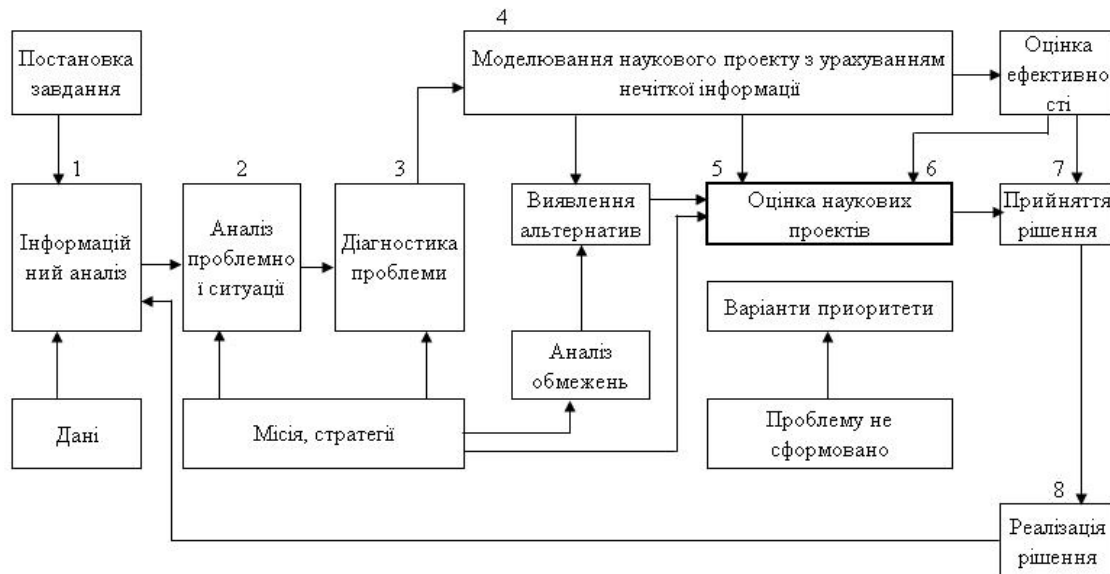 4
Постановка
завдання
Моделювання наукового проекту з урахуванням
нечіткої інформації
Оцінка
ефективно
сті
1
2
3
5
6
7
Інформацій
ний аналіз
Аналіз
проблемно
ї ситуації
Діагностика
проблеми
Виявлення
альтернатив
Оцінка наукових
проектів
Прийняття
рішення
Варіанти приоритети
Аналіз
обмежень
Дані
Місія, стратегії
Проблему не
сформовано
8
Реалізація
рішення